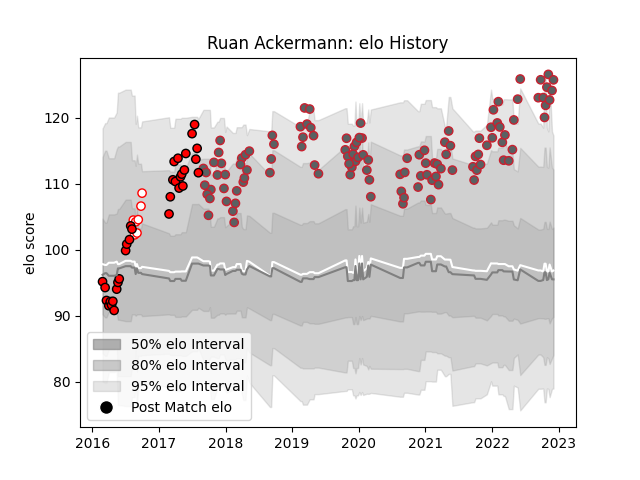 Ruan Ackermann: elo History
elo score
120
110
100
90
80
50% elo Interval
80% elo Interval
95% elo Interval
Post Match elo
2016 2017 2018 2019 2020 2021 2022 2023